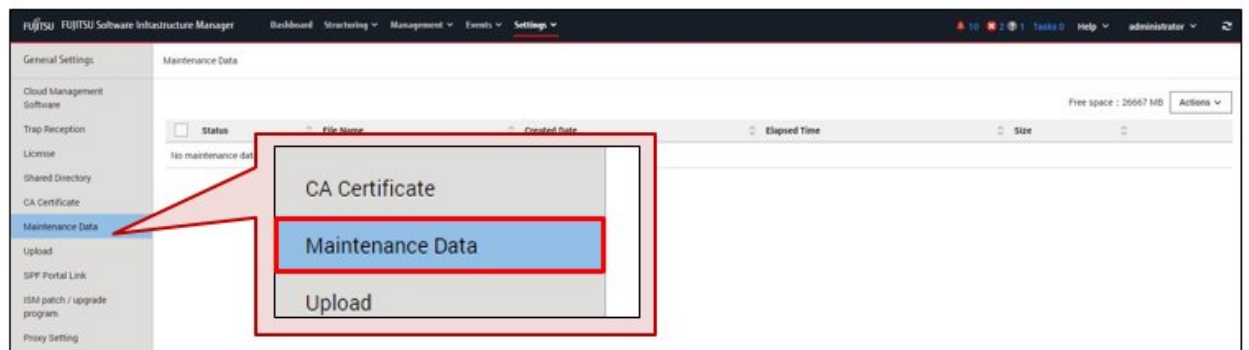 FUJITSU FUJITSU Software Infrastructure Manager Dashboard Structuring Management Events Settings 10 2 1 Tasks 0 Help administrator
General Settings Maintenance Data
Cloud Management
Software
Free space : 26667 MB Actions
Trap Reception
Status File Name Created Date Elapsed Time Size
License
No maintenance dat
Shared Directory
CA Certificate
Maintenance Data
Upload
SPF Portal Link
ISM patch / upgrade
program
Proxy Setting
CA Certificate
Maintenance Data
Upload